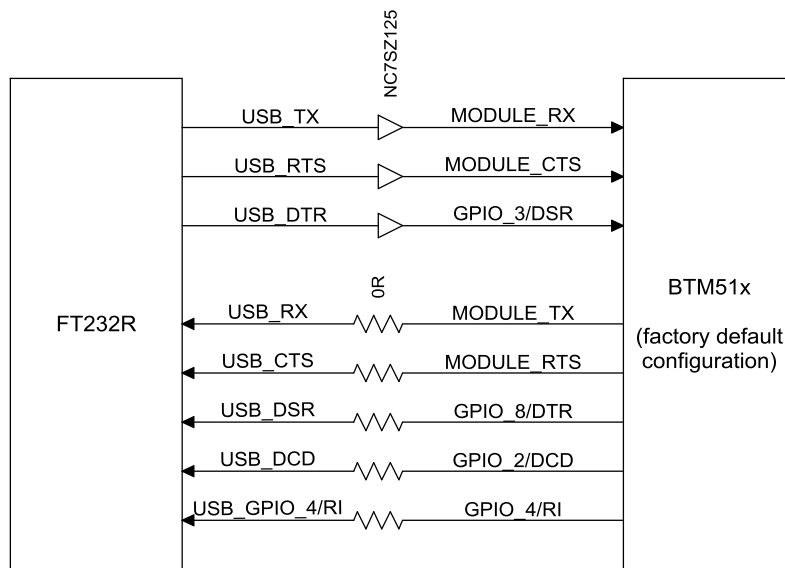 NC7SZ125
USB_TX
MODULE_RX
USB_RTS
MODULE_CTS
USB_DTR
GPIO_3/DSR
FT232R
BTM51x
(factory default
configuration)
0R
USB_RX
MODULE_TX
USB_CTS
MODULE_RTS
USB_DSR
GPIO_8/DTR
USB_DCD
GPIO_2/DCD
USB_GPIO_4/RI
GPIO_4/RI